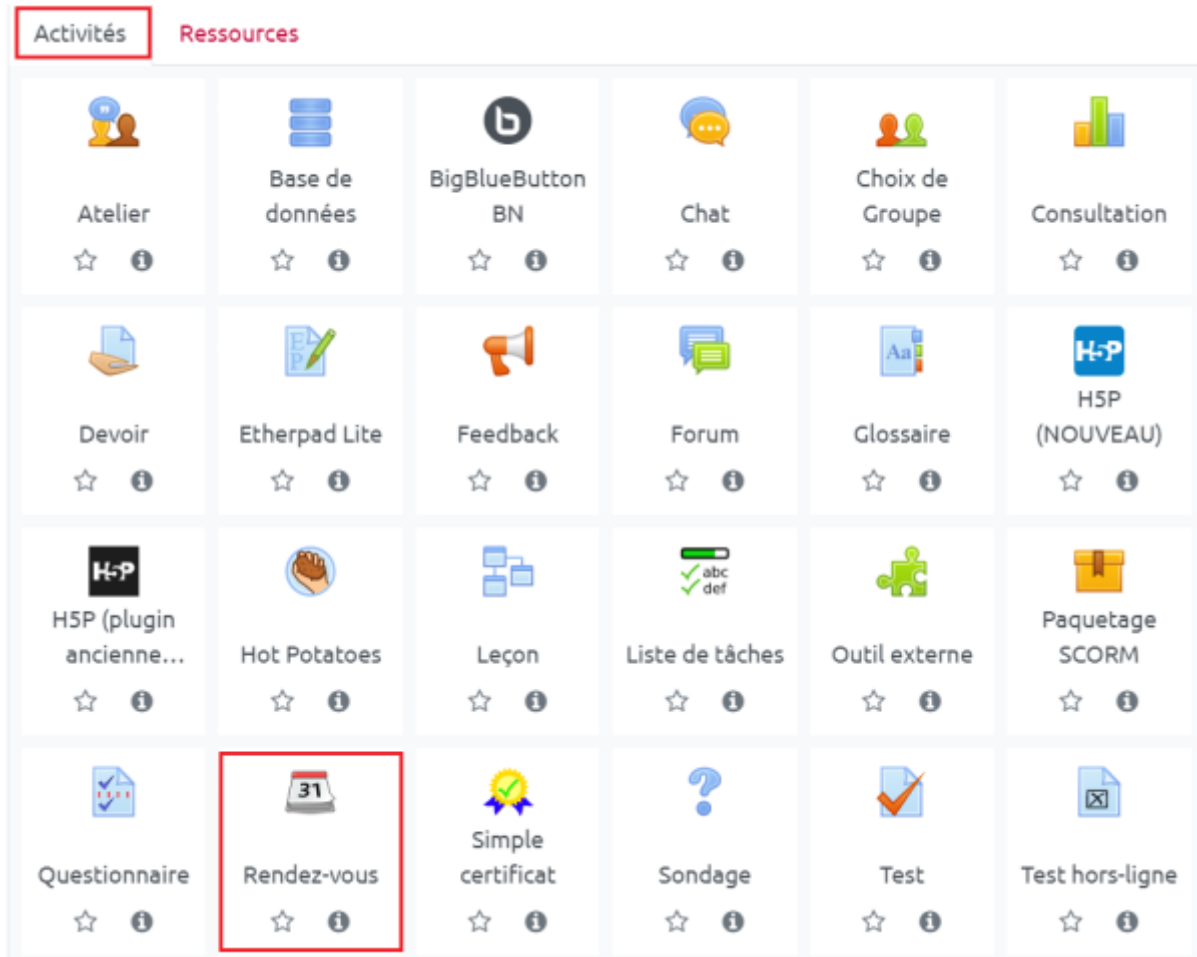 Activités Ressources
Atelier
Base de
données
BigBlueButton
BN
Chat
Choix de
Groupe
Consultation
Devoir
EP
Etherpad Lite
Feedback
Forum
Aa
Glossaire
H5P
H5P
(NOUVEAU)
H5P
H5P (plugin
ancienne...
Hot Potatoes
Leçon
abc
def
Liste de tâches
Outil externe
Paquetage
SCORM
Questionnaire
31
Rendez-vous
Simple
certificat
Sondage
Test
Test hors-ligne